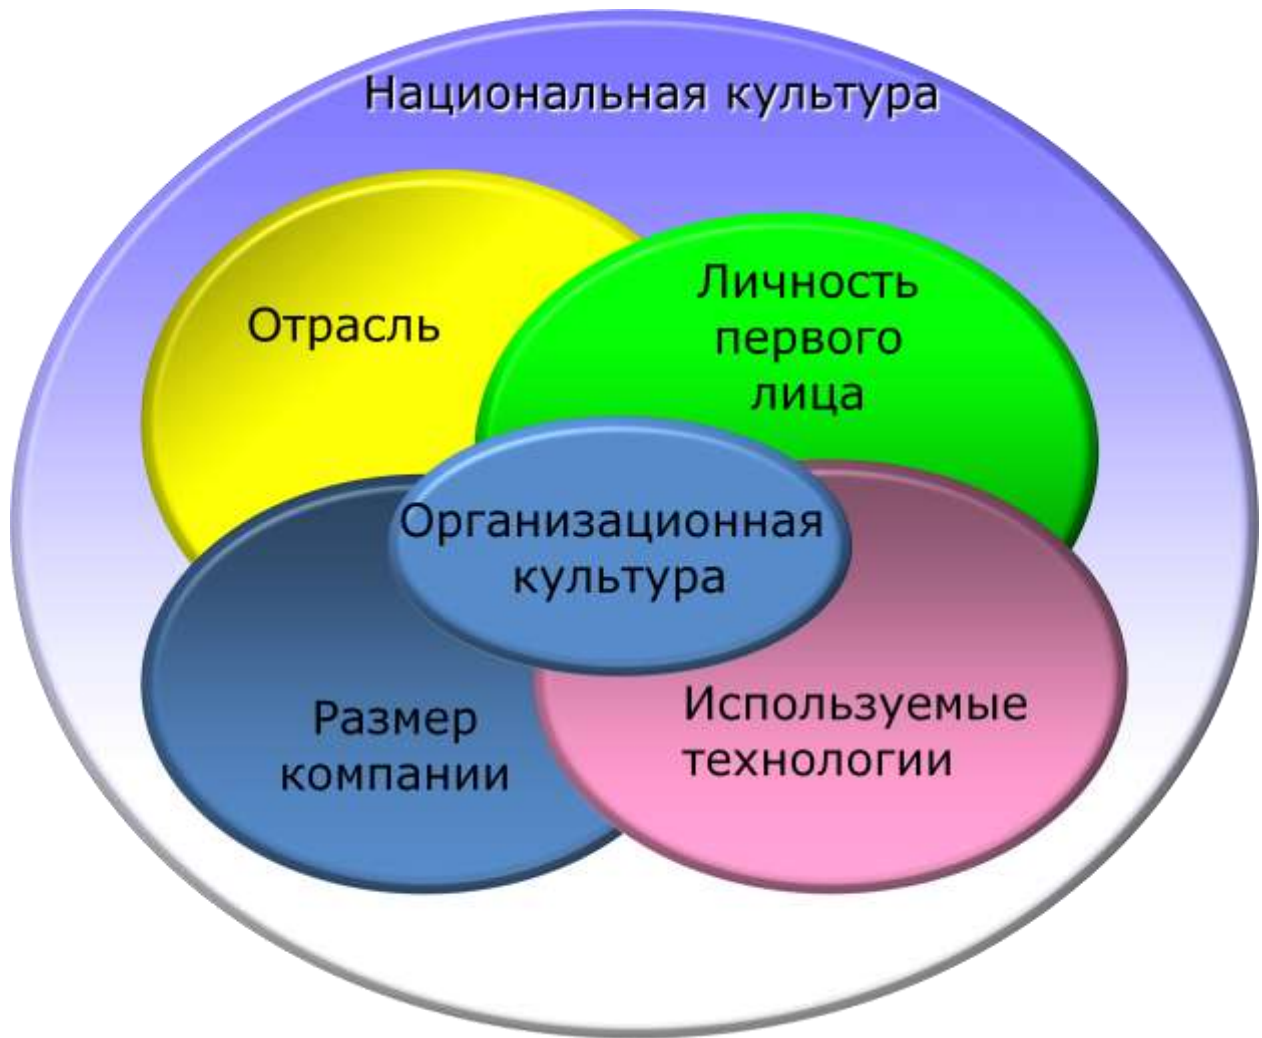 Национальная культура
Отрасль
Личность
первого
лица
Организационная
культура
Размер
компании
Используемые
технологии